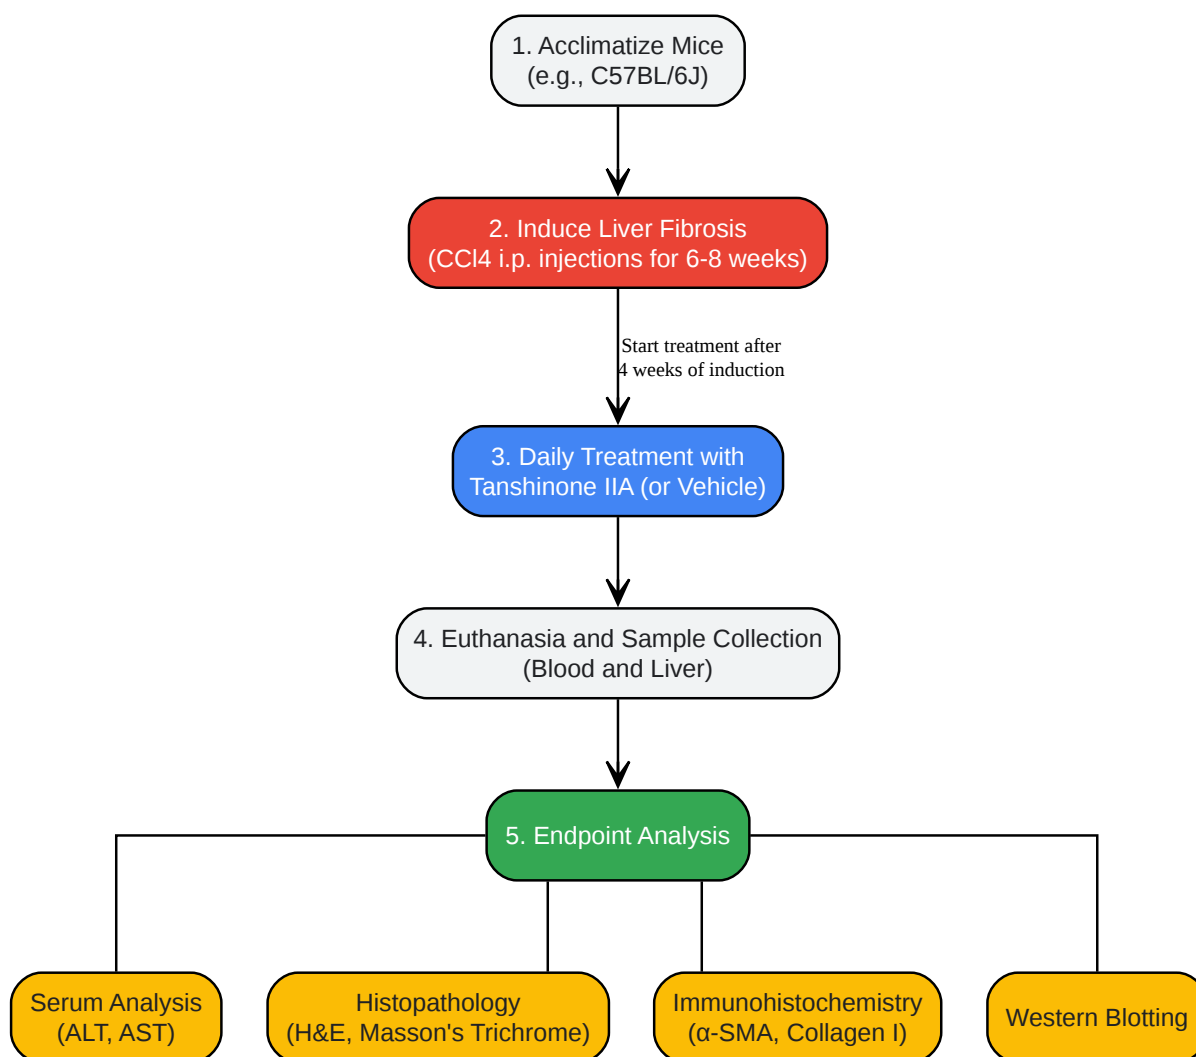 1. Acclimatize Mice
(e.g., C57BL/6J)
2. Induce Liver Fibrosis
(CCl4 i.p. injections for 6-8 weeks)
Start treatment after
4 weeks of induction
3. Daily Treatment with
Tanshinone IIA (or Vehicle)
4. Euthanasia and Sample Collection
(Blood and Liver)
5. Endpoint Analysis
Serum Analysis
(ALT, AST)
Histopathology
(H&E, Masson's Trichrome)
Immunohistochemistry
(α-SMA, Collagen I)
Western Blotting